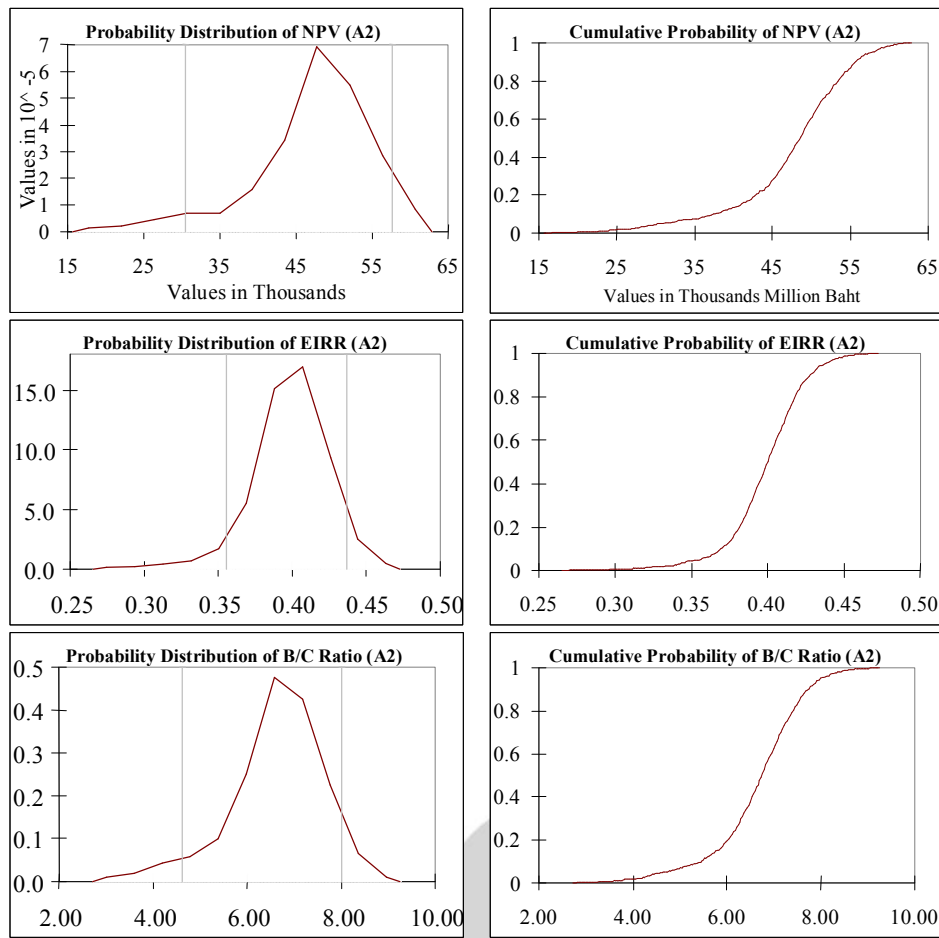 Probability Distribution of NPV (A2)
Values in 10^ -5
7
6
5
4
3
2
1
0
15 25 35 45 55 65
Values in Thousands
Cumulative Probability of NPV (A2)
1
0.8
0.6
0.4
0.2
0
15 25 35 45 55 65
Values in Thousands Million Baht
Probability Distribution of EIRR (A2)
15.0
10.0
5.0
0.0
0.25 0.30 0.35 0.40 0.45 0.50
Cumulative Probability of EIRR (A2)
1
0.8
0.6
0.4
0.2
0
0.25 0.30 0.35 0.40 0.45 0.50
Probability Distribution of B/C Ratio (A2)
0.5
0.4
0.3
0.2
0.1
0.0
2.00 4.00 6.00 8.00 10.00
Cumulative Probability of B/C Ratio (A2)
1
0.8
0.6
0.4
0.2
0
2.00 4.00 6.00 8.00 10.00